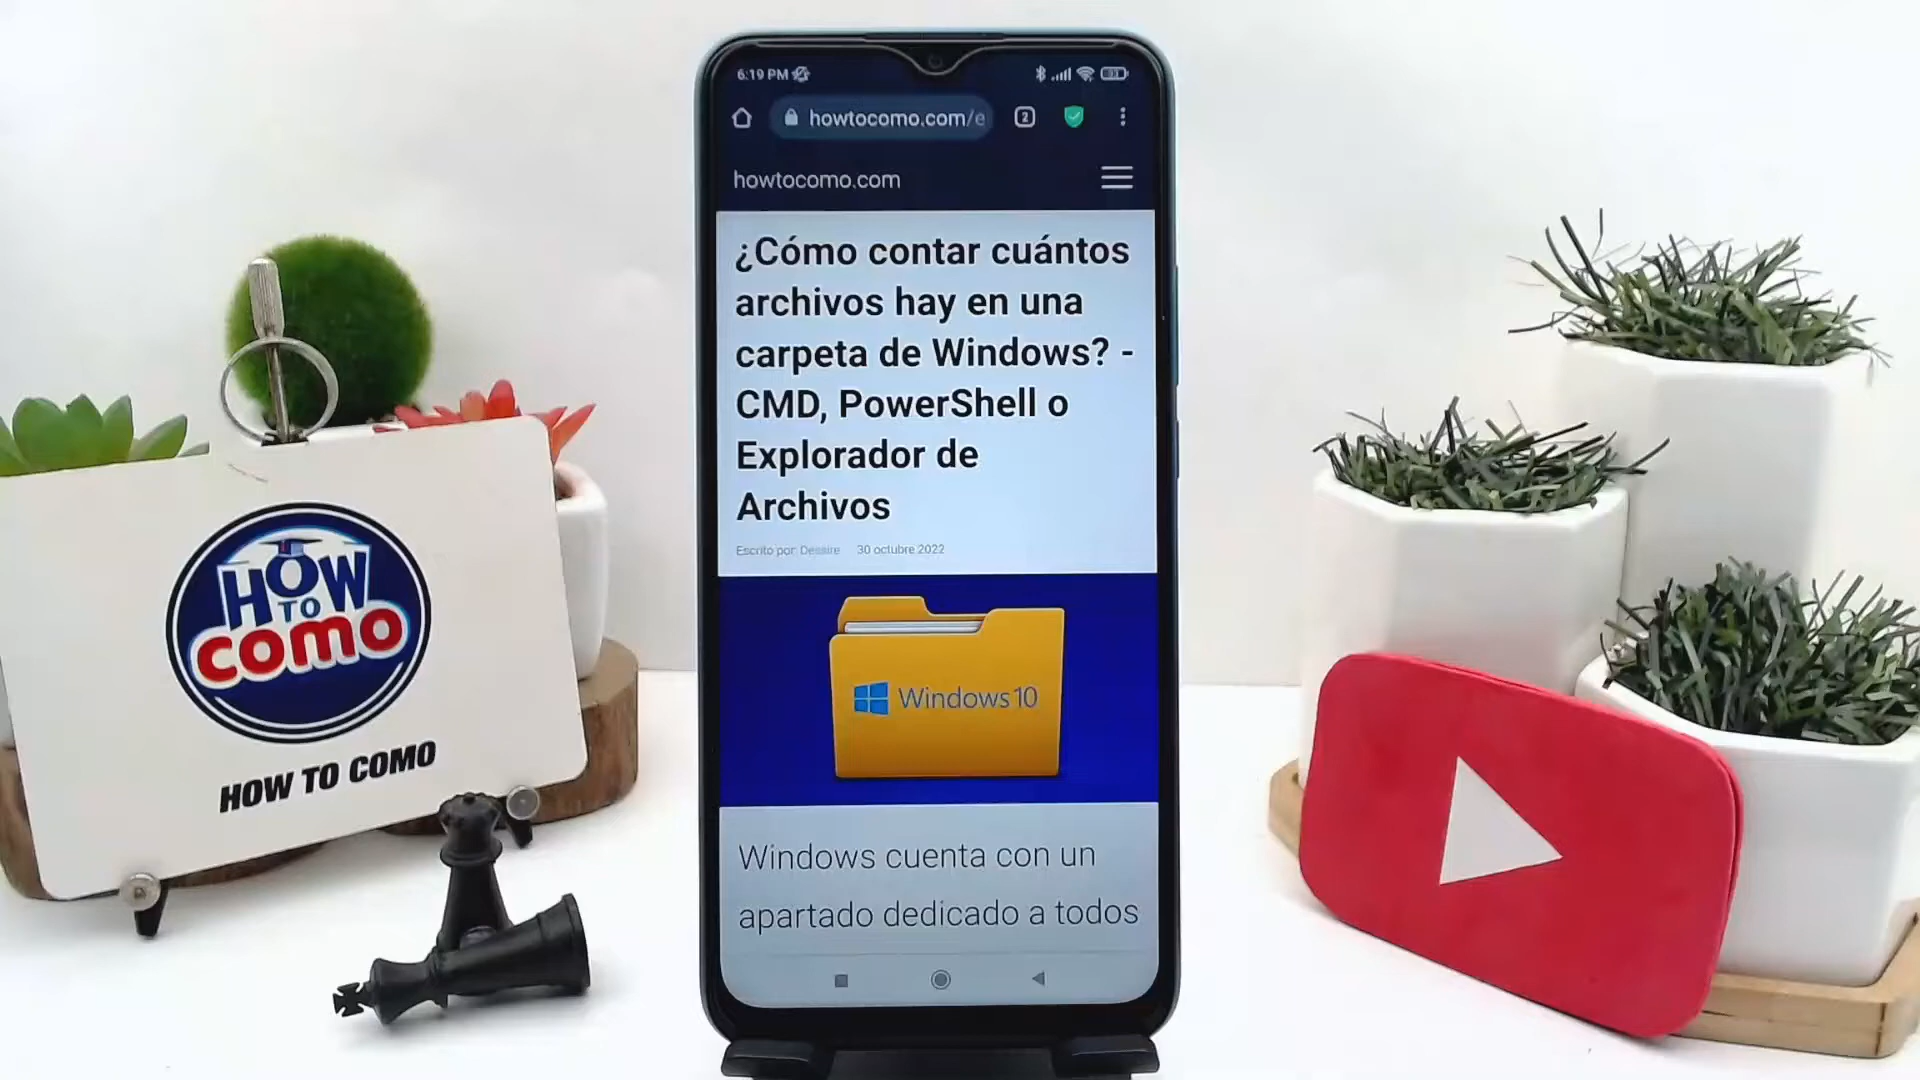 6:19 PM
howtocomo.com/e
2
howtocomo.com
¿Cómo contar cuántos
archivos hay en una
carpeta de Windows? -
CMD, PowerShell o
Explorador de
Archivos
Escrito por: Desiire 30 octubre 2022
Windows 10
Windows cuenta con un
apartado dedicado a todos
HOW
TO
como
HOW TO COMO